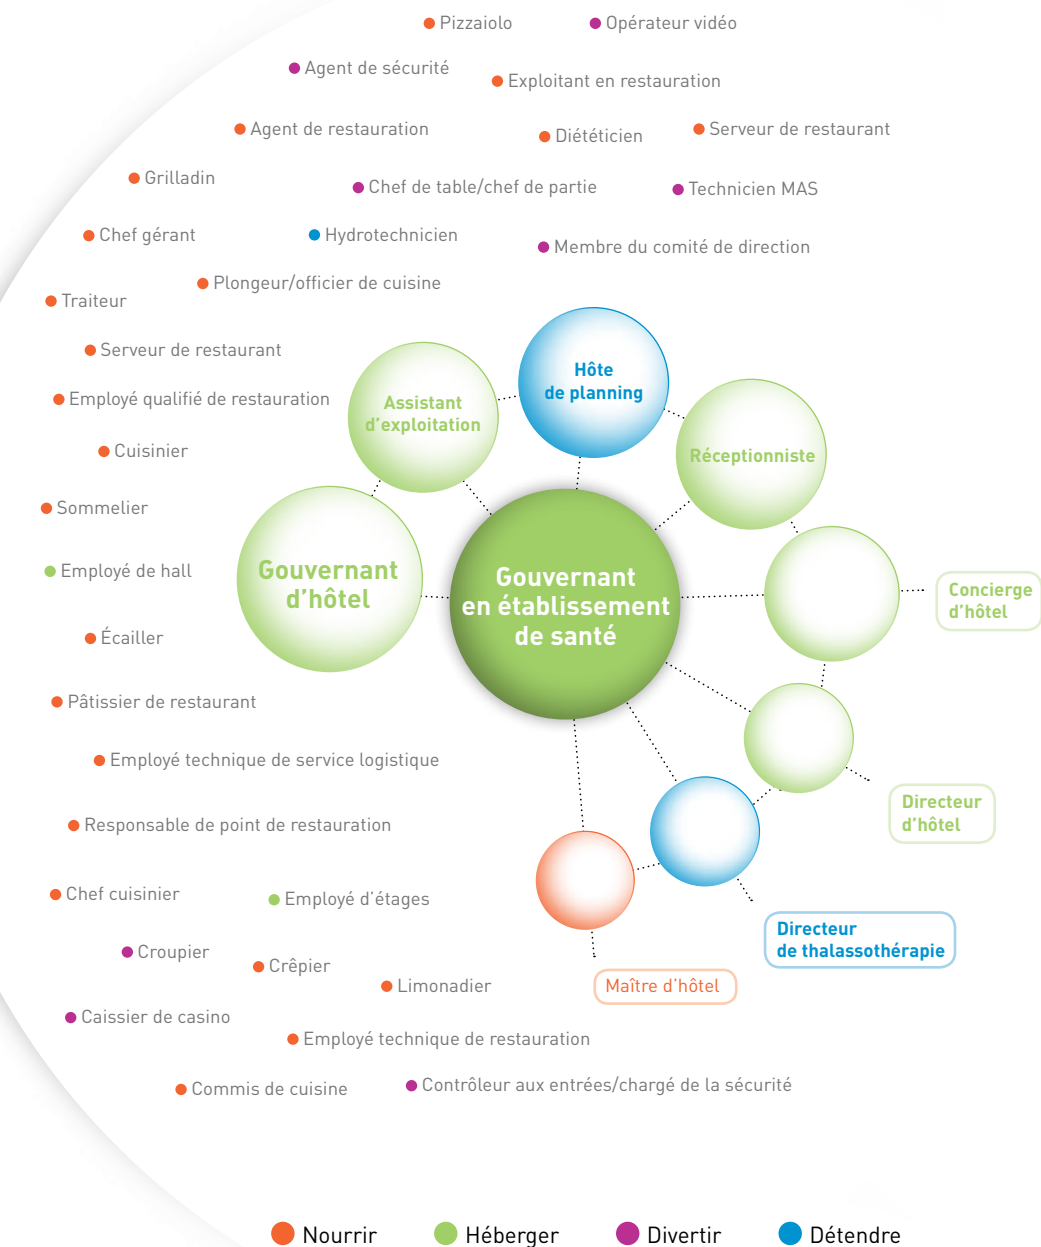 Pizzaiolo
Opérateur vidéo
Agent de sécurité
Exploitant en restauration
Agent de restauration
Diététicien
Serveur de restaurant
Grilladin
Chef de table/chef de partie
Technicien MAS
Chef gérant
Hydrotechnicien
Membre du comité de direction
Plongeur/officier de cuisine
Traiteur
Serveur de restaurant
Employé qualifié de restauration
Cuisinier
Sommelier
Employé de hall
Écailler
Pâtissier de restaurant
Employé technique de service logistique
Responsable de point de restauration
Chef cuisinier
Employé d'étages
Croupier
Crêpier
Limonadier
Caissier de casino
Employé technique de restauration
Commis de cuisine
Contrôleur aux entrées/chargé de la sécurité
Hôte
de planning
Assistant
d'exploitation
Réceptionniste
Gouvernant
d'hôtel
Gouvernant
en établissement
de santé
Concierge
d'hôtel
Directeur
d'hôtel
Directeur
de thalassothérapie
Maître d'hôtel
Nourrir
Héberger
Divertir
Détendre